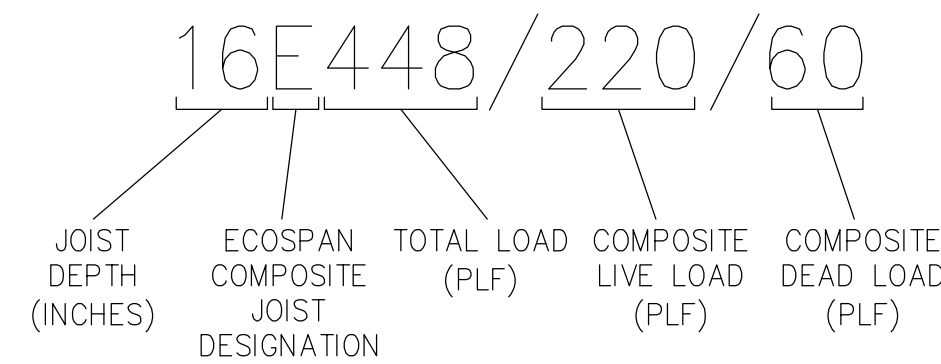 16E448/220/60
JOIST
DEPTH
(INCHES)
ECOSPAN
COMPOSITE
JOIST
DESIGNATION
TOTAL LOAD
(PLF)
COMPOSITE
LIVE LOAD
(PLF)
COMPOSITE
DEAD LOAD
(PLF)